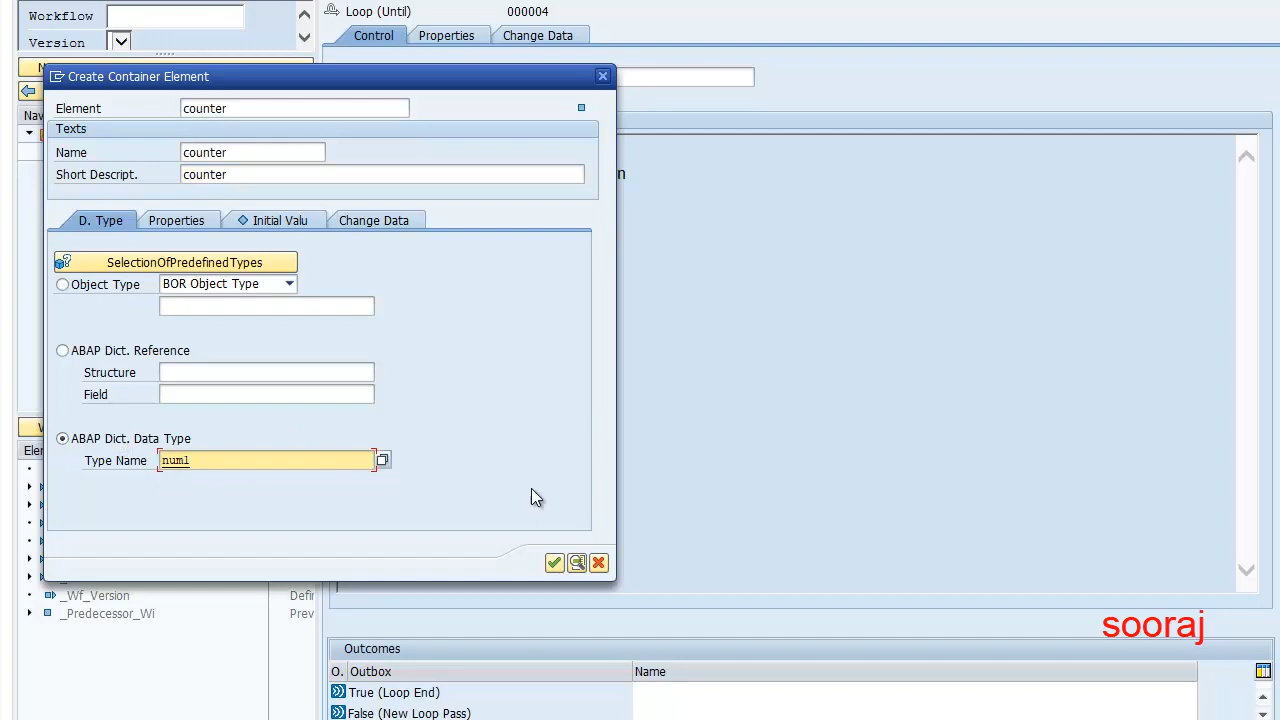 Workflow
Version
Loop (Until) 000004
Control Properties Change Data
Create Container Element
Element counter
Texts
Name counter
Short Descript. counter
n
D. Type Properties Initial Valu Change Data
SelectionOfPredefinedTypes
Object Type BOR Object Type
ABAP Dict. Reference
Structure
Field
ABAP Dict. Data Type
Type Name num1
Nav
Elen
_Wf_Version Defir
_Predecessor_Wi Prev
sooraj
Outcomes
O. Outbox Name
True (Loop End)
False (New Loop Pass)